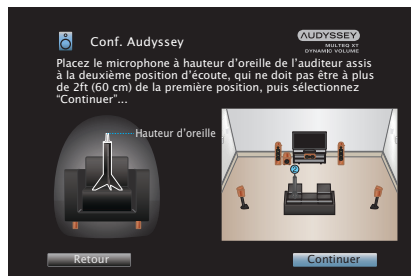 Conf. Audyssey
AUDYSSEY
MULTEQ XT
DYNAMIC VOLUME
Placez le microphone à hauteur d'oreille de l'auditeur assis
à la deuxième position d'écoute, qui ne doit pas être à plus
de 2ft (60 cm) de la première position, puis sélectionnez
“Continuer”...
Hauteur d'oreille
2
Retour
Continuer